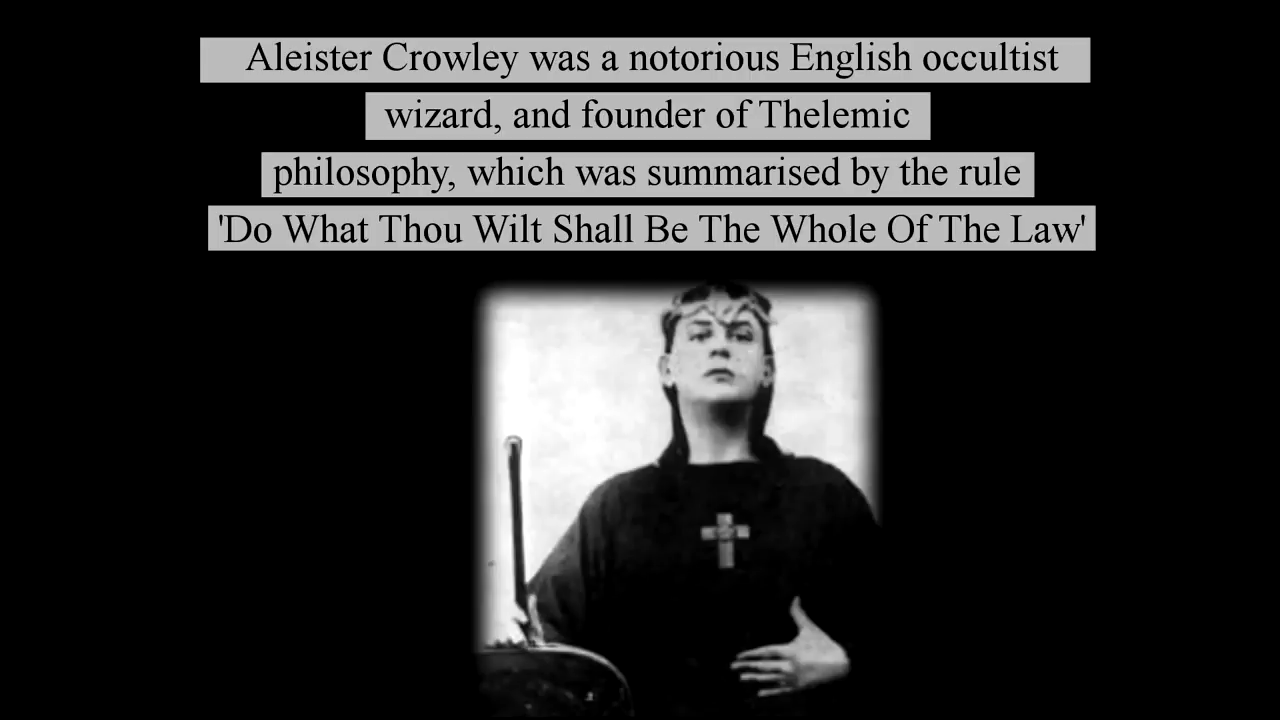 Aleister Crowley was a notorious English occultist
wizard, and founder of Thelemic
philosophy, which was summarised by the rule
'Do What Thou Wilt Shall Be The Whole Of The Law'